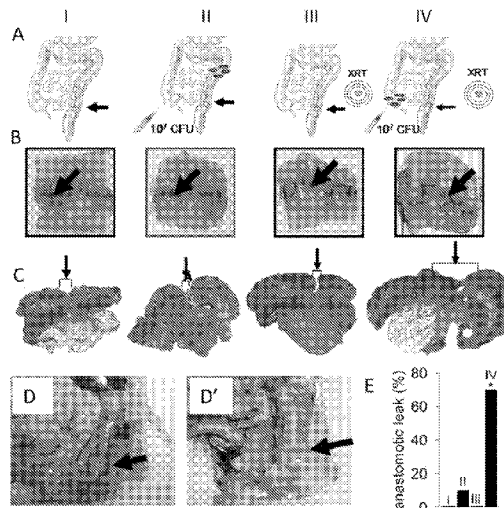 I II III IV
A
XRT XRT
10⁷ CFU 10⁷ CFU
B
C
D D' E
anastomotic leak (%)
80
60
40
20
0
I II III IV
*